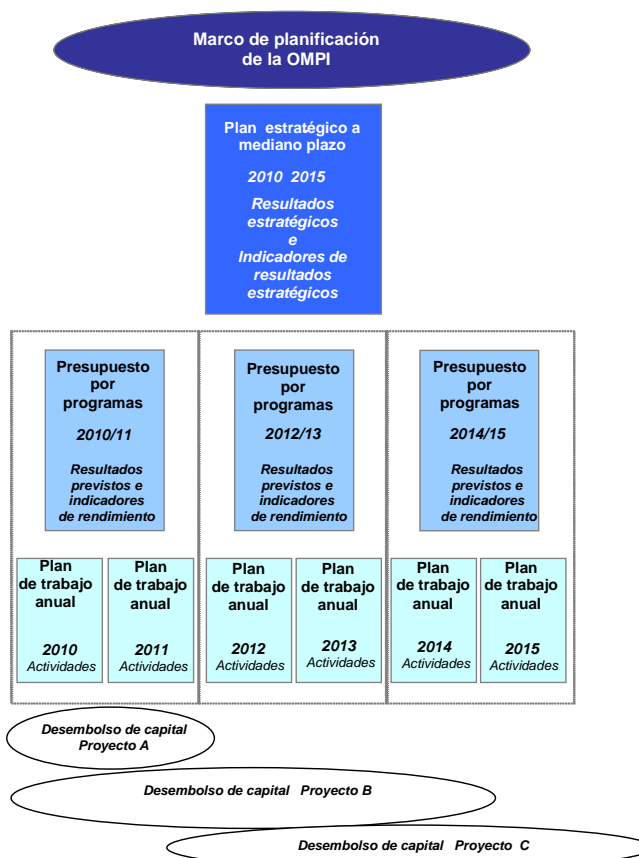 Marco de planificación
de la OMPI
Plan estratégico a
mediano plazo
2010 2015
Resultados
estratégicos
e
Indicadores de
resultados
estratégicos
Presupuesto
por
programas
2010/11
Resultados
previstos e
indicadores
de rendimiento
Presupuesto
por
programas
2012/13
Resultados
previstos e
indicadores
de rendimiento
Presupuesto
por
programas
2014/15
Resultados
previstos e
indicadores
de rendimiento
Plan
de trabajo
anual
2010
Actividades
Plan
de trabajo
anual
2011
Actividades
Plan
de trabajo
anual
2012
Actividades
Plan
de trabajo
anual
2013
Actividades
Plan
de trabajo
anual
2014
Actividades
Plan
de trabajo
anual
2015
Actividades
Desembolso de capital
Proyecto A
Desembolso de capital Proyecto B
Desembolso de capital Proyecto C